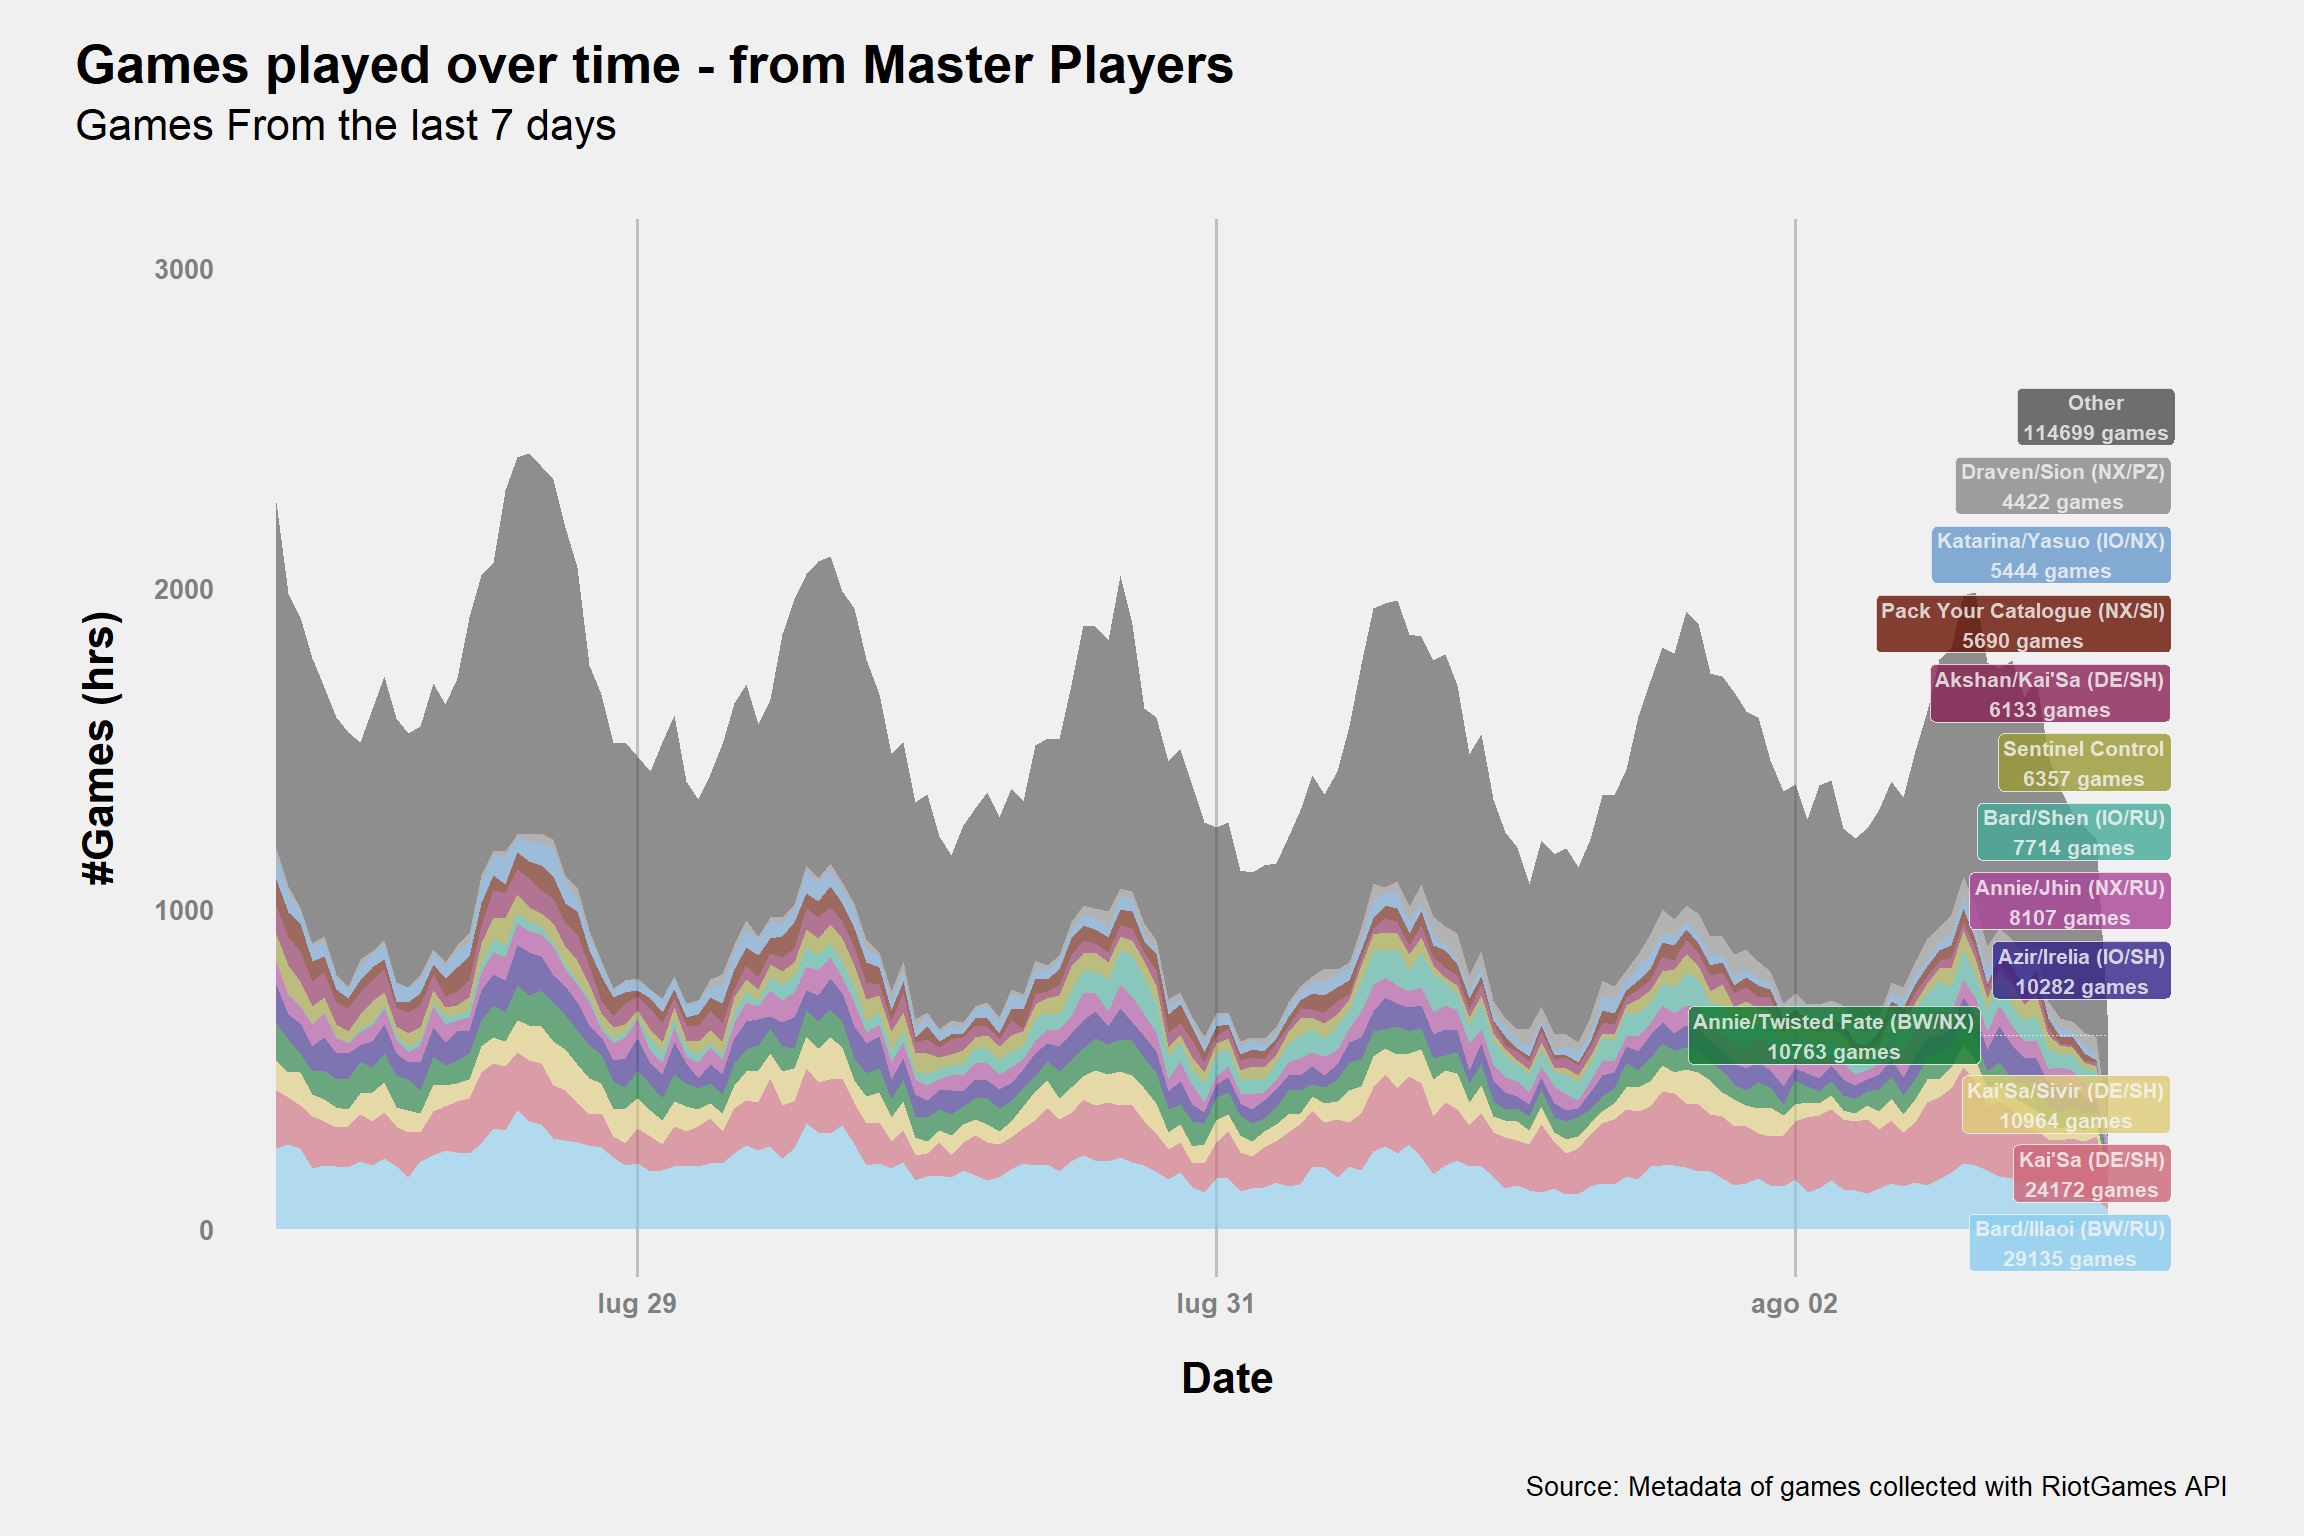 Games played over time - from Master Players
Games From the last 7 days
3000
2000
1000
0
#Games (hrs)
Other
114699 games
Draven/Sion (NX/PZ)
4422 games
Katarina/Yasuo (IO/NX)
5444 games
Pack Your Catalogue (NX/SI)
5690 games
Akshan/Kai'Sa (DE/SH)
6133 games
Sentinel Control
6357 games
Bard/Shen (IO/RU)
7714 games
Annie/Jhin (NX/RU)
8107 games
Azir/Irelia (IO/SH)
10282 games
Annie/Twisted Fate (BW/NX)
10763 games
Kai'Sa/Sivir (DE/SH)
10964 games
Kai'Sa (DE/SH)
24172 games
Bard/Illaoi (BW/RU)
29135 games
lug 29
lug 31
ago 02
Date
Source: Metadata of games collected with RiotGames API